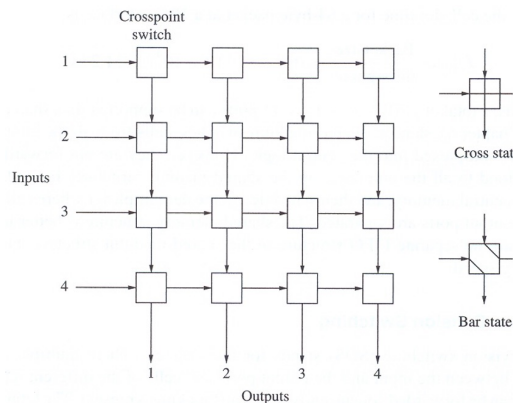 Crosspoint
switch
1
2
Inputs
3
4
1 2 3 4
Outputs
Cross stat
Bar state